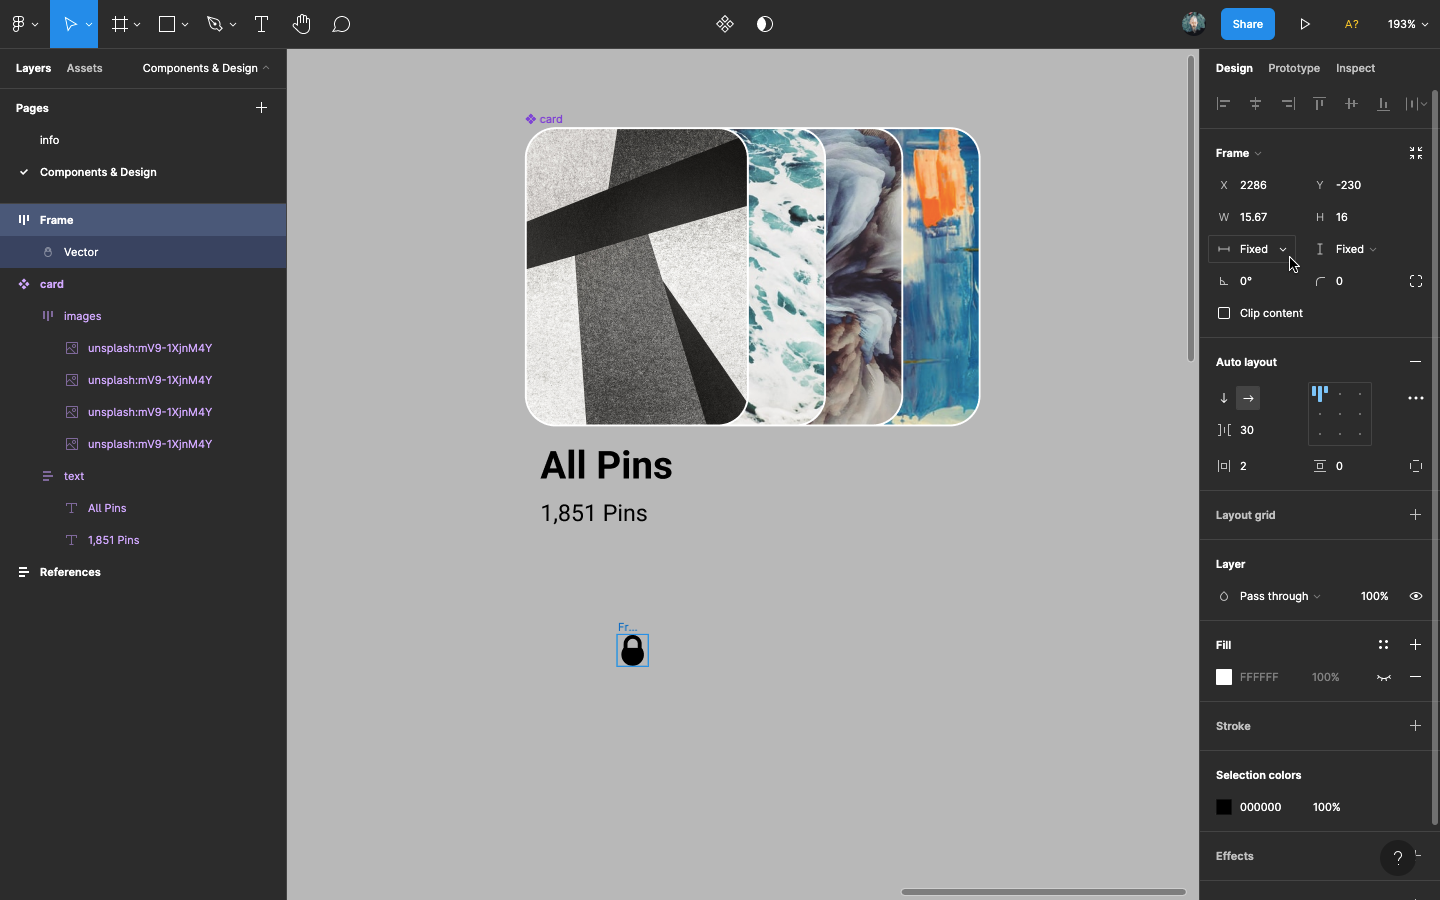 Share
A?
193%
Layers
Assets
Components & Design
Pages
info
Components & Design
Frame
Vector
card
images
unsplash:mV9-1XjnM4Y
unsplash:mV9-1XjnM4Y
unsplash:mV9-1XjnM4Y
unsplash:mV9-1XjnM4Y
text
All Pins
1,851 Pins
References
card
All Pins
1,851 Pins
Fr...
Design
Prototype
Inspect
Frame
X 2286 Y -230
W 15.67 H 16
Fixed Fixed
0° 0
Clip content
Auto layout
30
2 0
Layout grid
Layer
Pass through 100%
Fill
FFFFFF 100%
Stroke
Selection colors
000000 100%
Effects
?